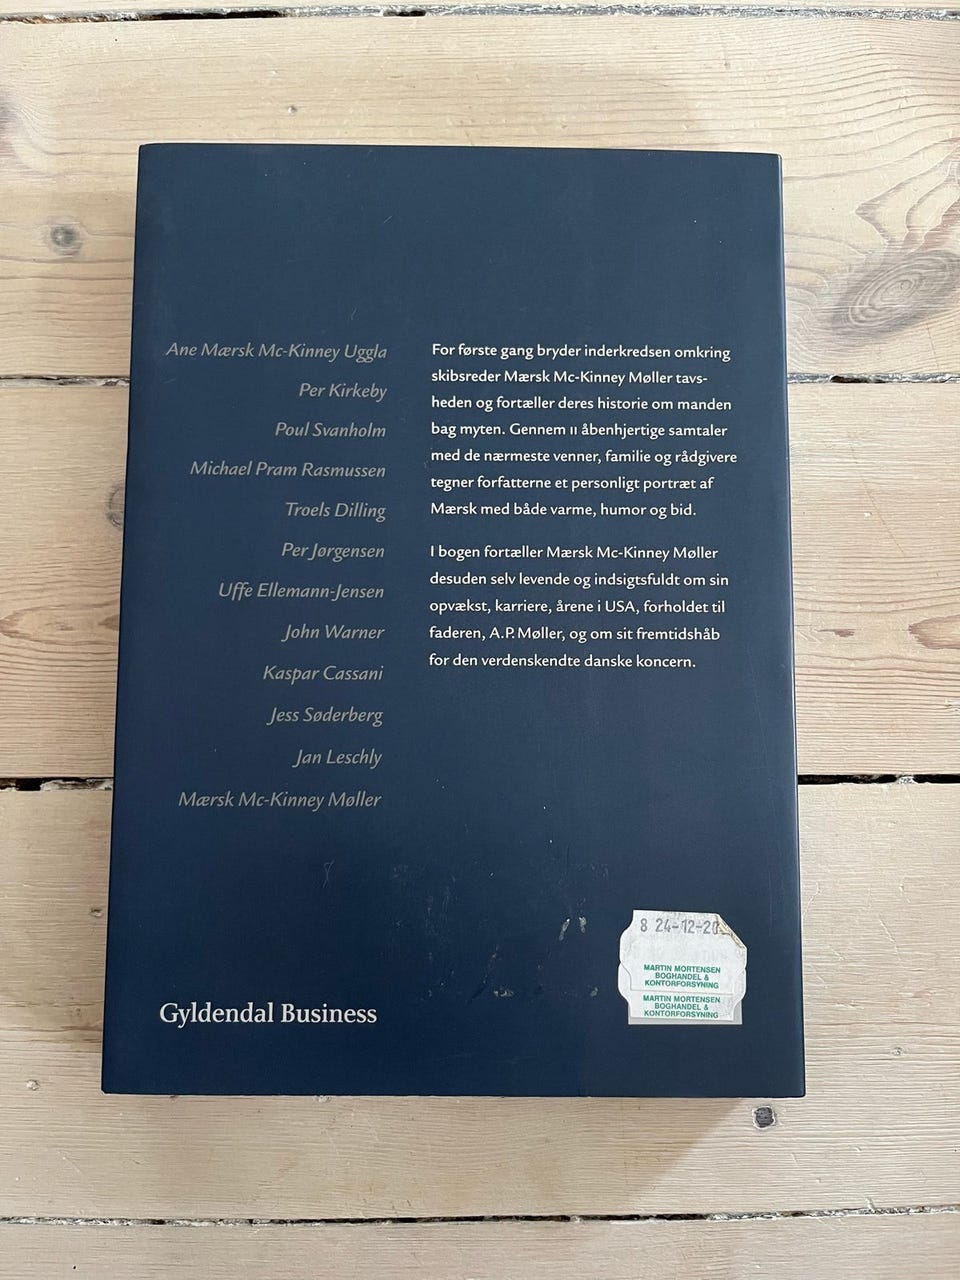 Ane Mærsk Mc-Kinney Uggla
Per Kirkeby
Poul Svanholm
Michael Pram Rasmussen
Troels Dilling
Per Jørgensen
Uffe Ellemann-Jensen
John Warner
Kaspar Cassani
Jess Søderberg
Jan Leschly
Mærsk Mc-Kinney Møller
For første gang bryder inderkredsen omkring
skibsreder Mærsk Mc-Kinney Møller tavs-
heden og fortæller deres historie om manden
bag myten. Gennem 11 åbenhjertige samtaler
med de nærmeste venner, familie og rådgivere
tegner forfatterne et personligt portræt af
Mærsk med både varme, humor og bid.
I bogen fortæller Mærsk Mc-Kinney Møller
desuden selv levende og indsigtsfuldt om sin
opvækst, karriere, årene i USA, forholdet til
faderen, A.P. Møller, og om sit fremtidshåb
for den verdenskendte danske koncern.
Gyldendal Business
8 24-12-20
MARTIN MORTENSEN
BOGHANDEL &
KONTORFORSYNING
MARTIN MORTENSEN
BOGHANDEL &
KONTORFORSYNING